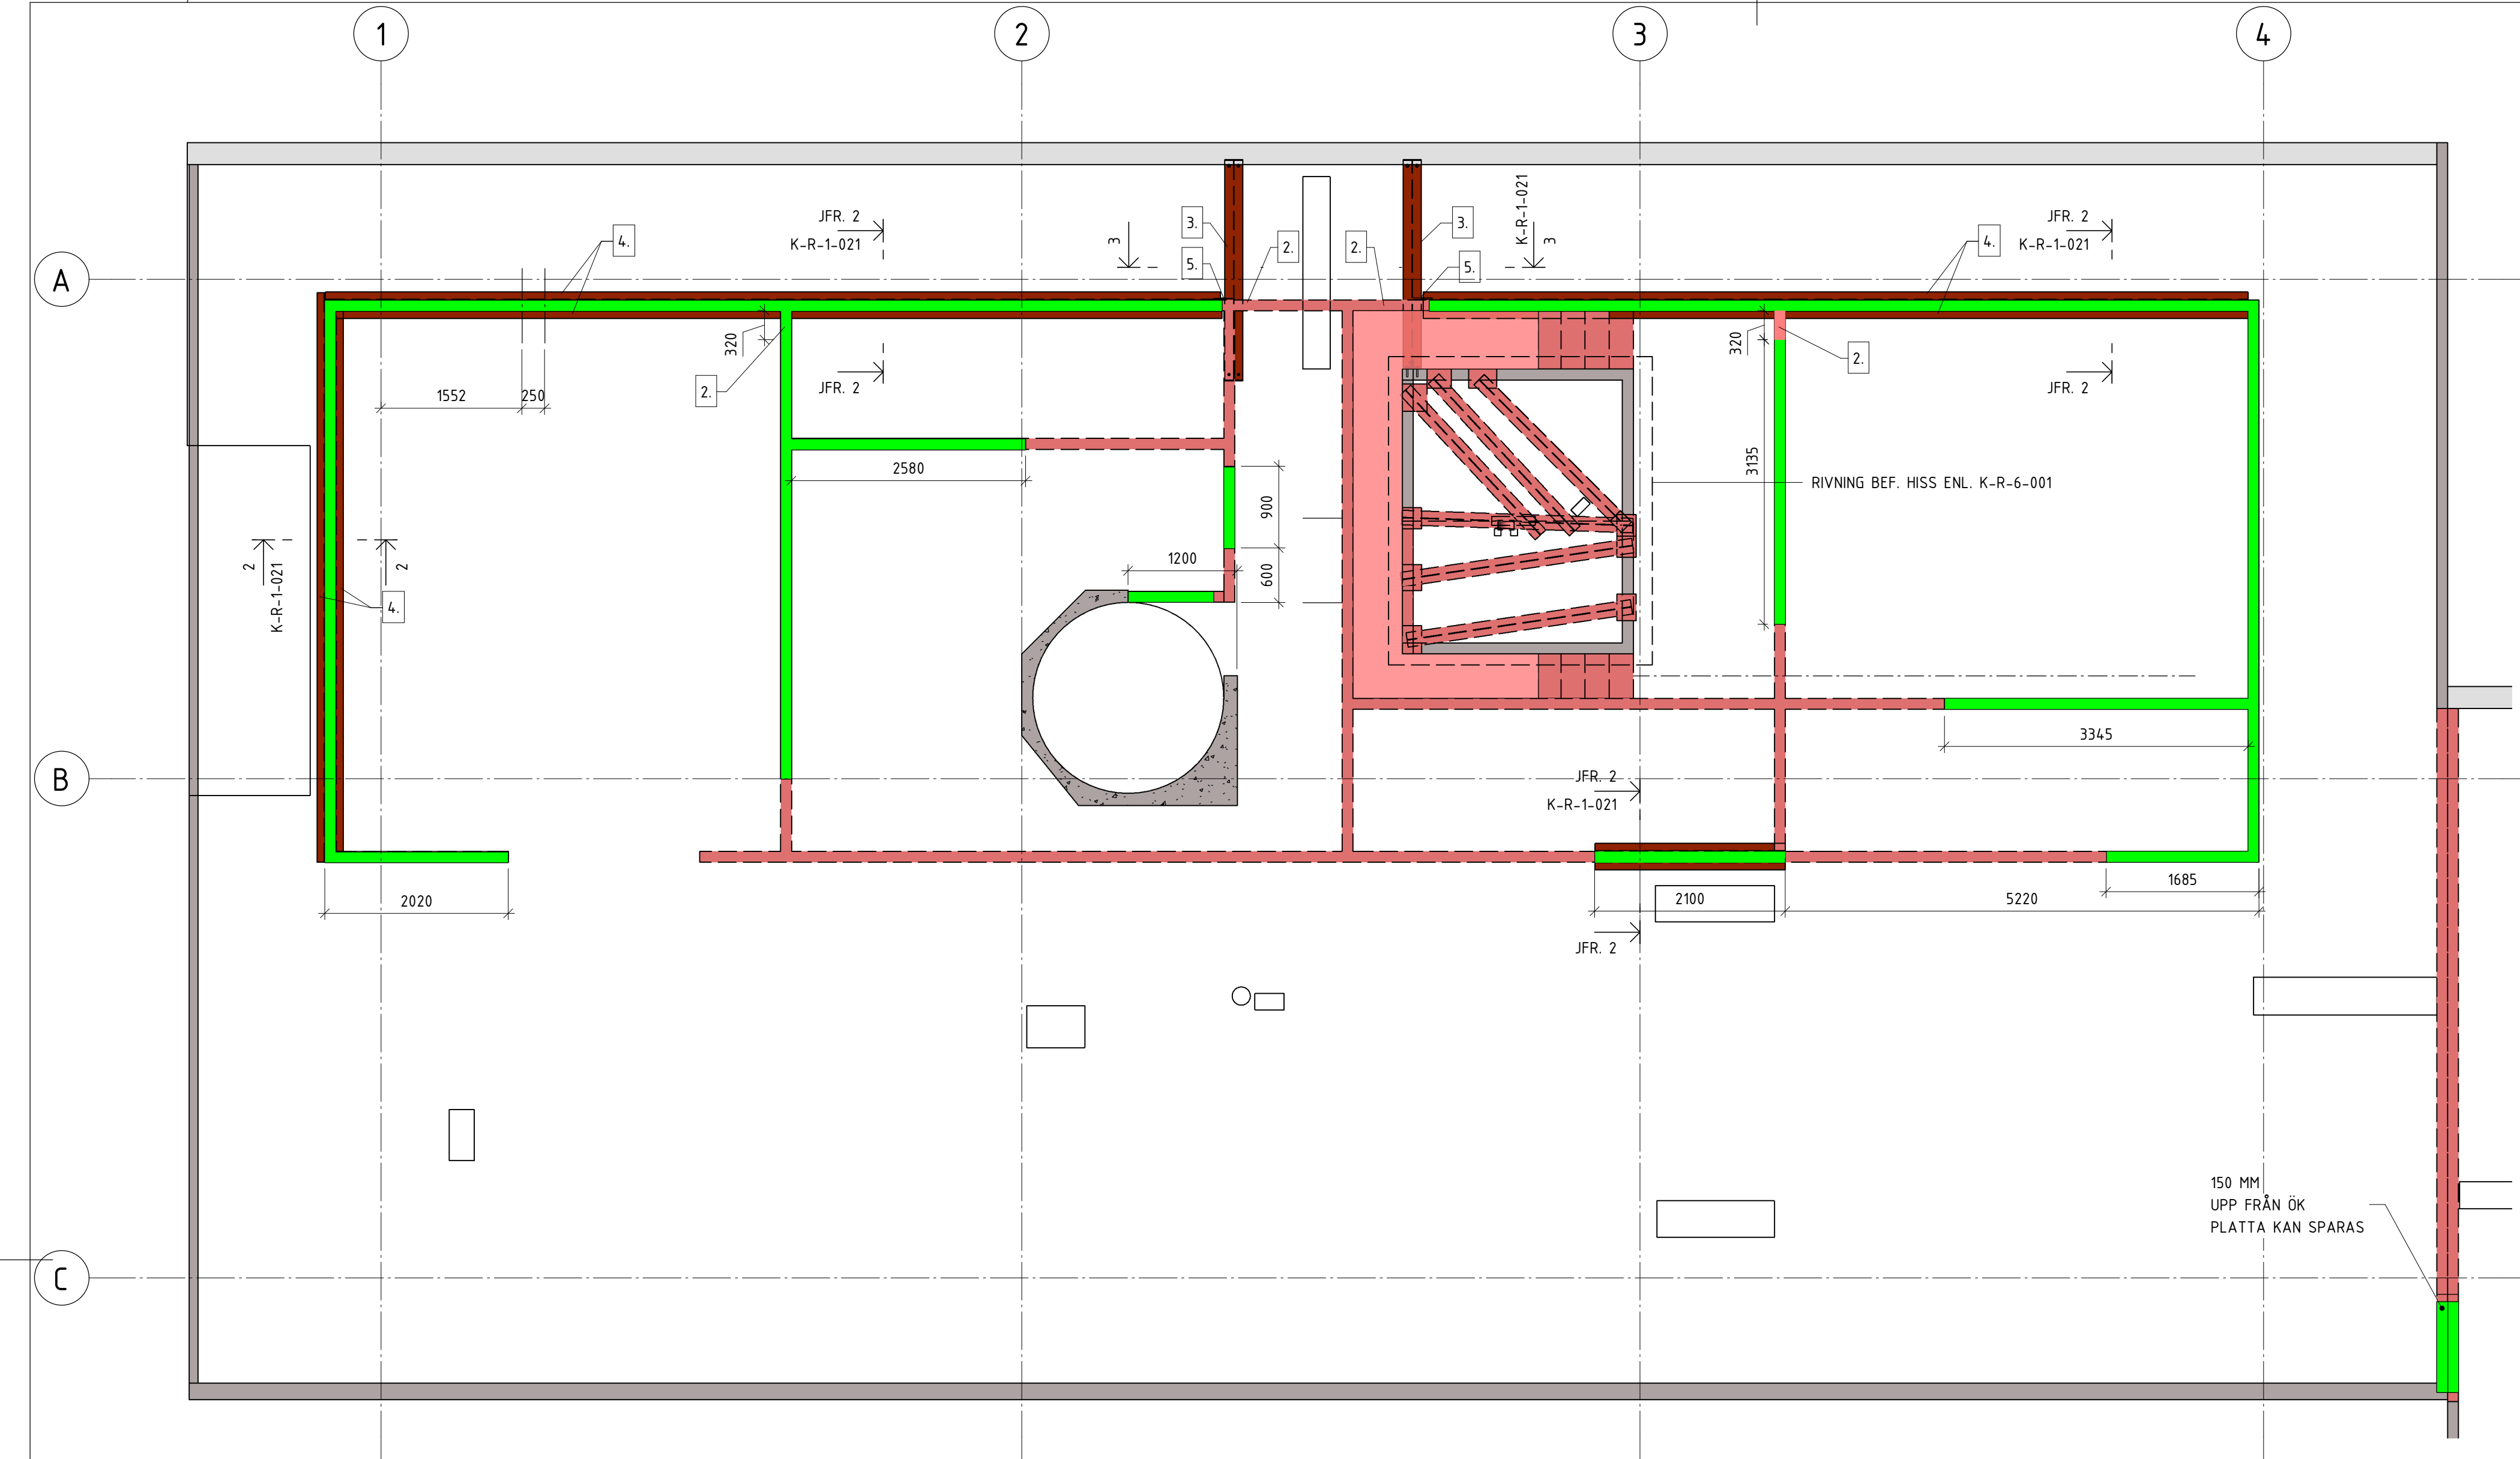 1
2
3
4
A
B
C
JFR. 2
K-R-1-021
JFR. 2
4.
3.
5.
2.
3
2.
3.
5.
K-R-1-021
3
JFR. 2
K-R-1-021
JFR. 2
4.
320
2.
320
2.
1552
250
2580
900
600
1200
3135
RIVNING BEF. HISS ENL. K-R-6-001
2
K-R-1-021
2
4.
3345
JFR. 2
K-R-1-021
JFR. 2
2020
2100
5220
1685
150 MM
UPP FRÅN ÖK
PLATTA KAN SPARAS